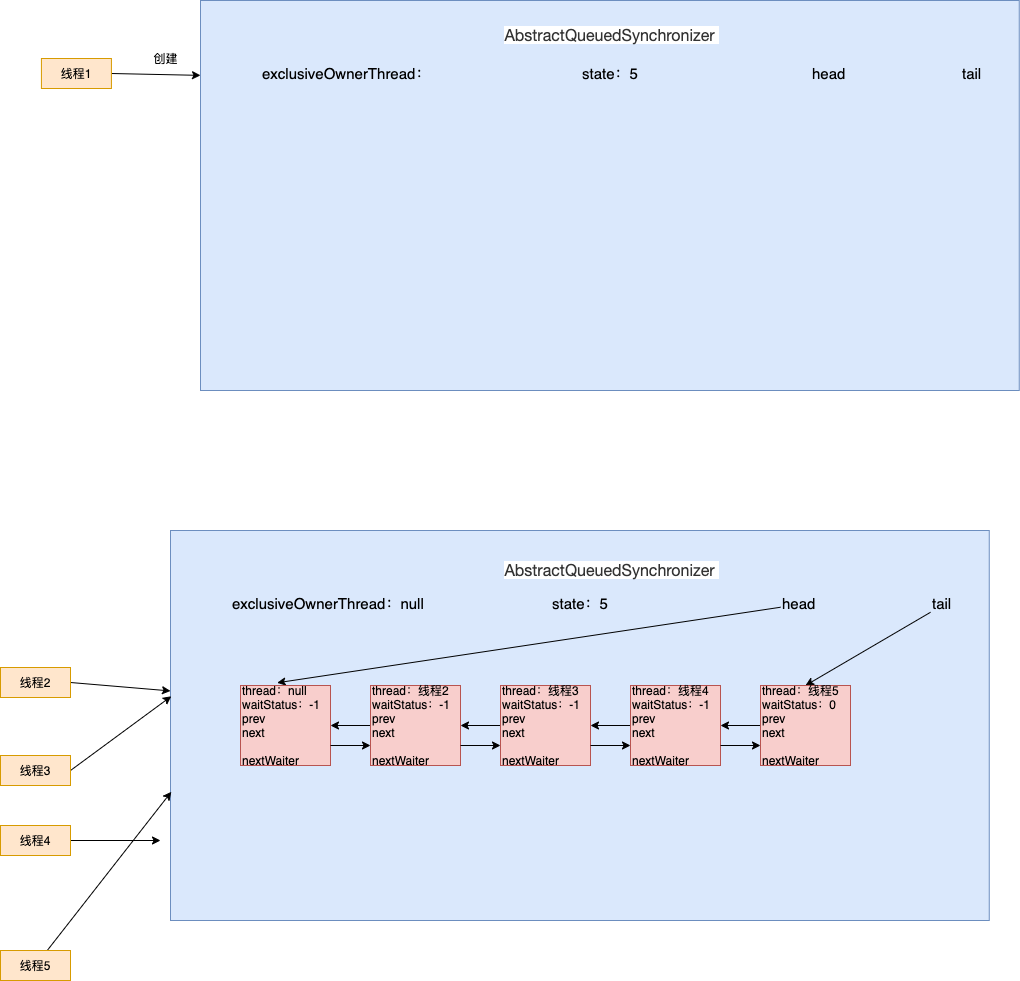 AbstractQueuedSynchronizer
创建
线程1
exclusiveOwnerThread：
state：5
head
tail
AbstractQueuedSynchronizer
exclusiveOwnerThread：null
state：5
head
tail
线程2
线程3
线程4
线程5
thread：null
waitStatus：-1
prev
next
nextWaiter
thread：线程2
waitStatus：-1
prev
next
nextWaiter
thread：线程3
waitStatus：-1
prev
next
nextWaiter
thread：线程4
waitStatus：-1
prev
next
nextWaiter
thread：线程5
waitStatus：0
prev
next
nextWaiter